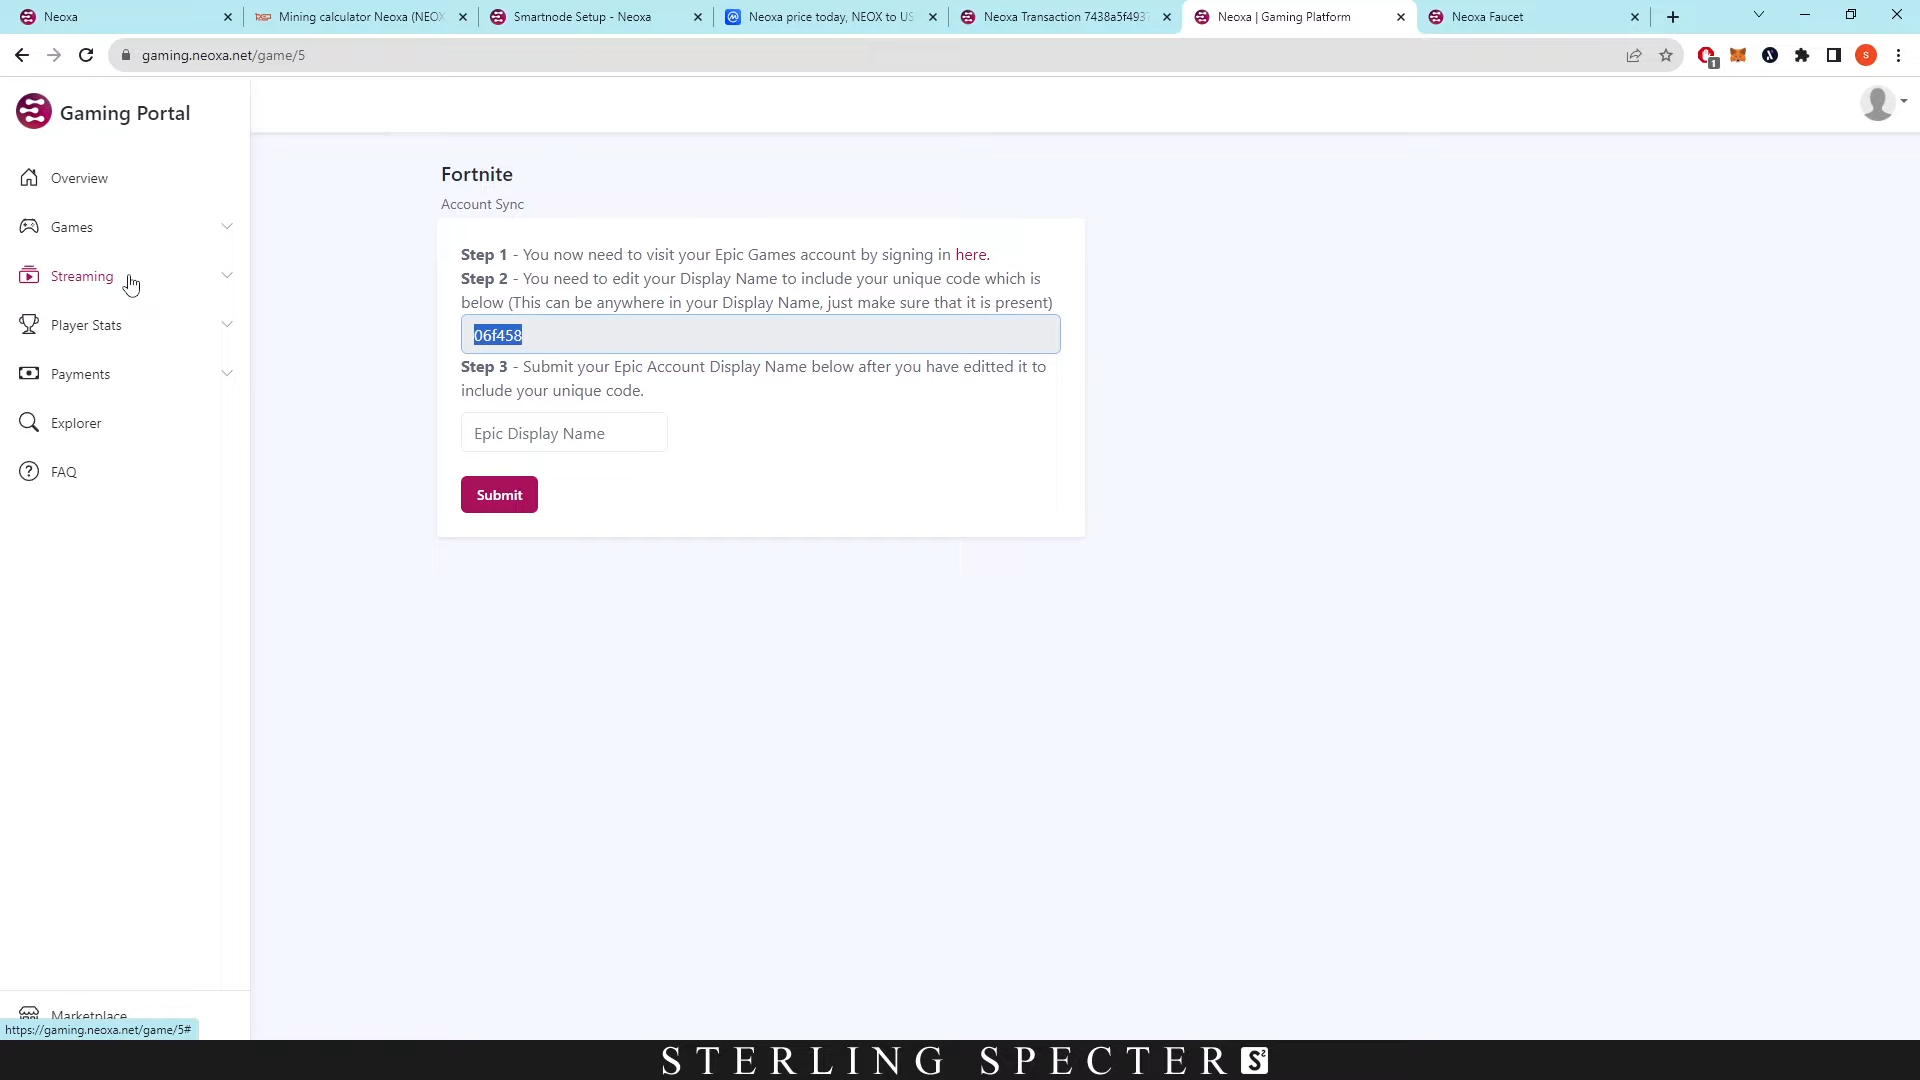 Neoxa
Mining calculator Neoxa (NEOX
Smartnode Setup - Neoxa
Neoxa price today, NEOX to US
Neoxa Transaction 7438a5f4937
Neoxa | Gaming Platform
Neoxa Faucet
gaming.neoxa.net/game/5
1
S
Gaming Portal
Overview
Games
Streaming
Player Stats
Payments
Explorer
FAQ
Marketplace
https://gaming.neoxa.net/game/5#
Fortnite
Account Sync
Step 1 - You now need to visit your Epic Games account by signing in here.
Step 2 - You need to edit your Display Name to include your unique code which is
below (This can be anywhere in your Display Name, just make sure that it is present)
06f458
Step 3 - Submit your Epic Account Display Name below after you have editted it to
include your unique code.
Epic Display Name
Submit
STERLING SPECTER S²